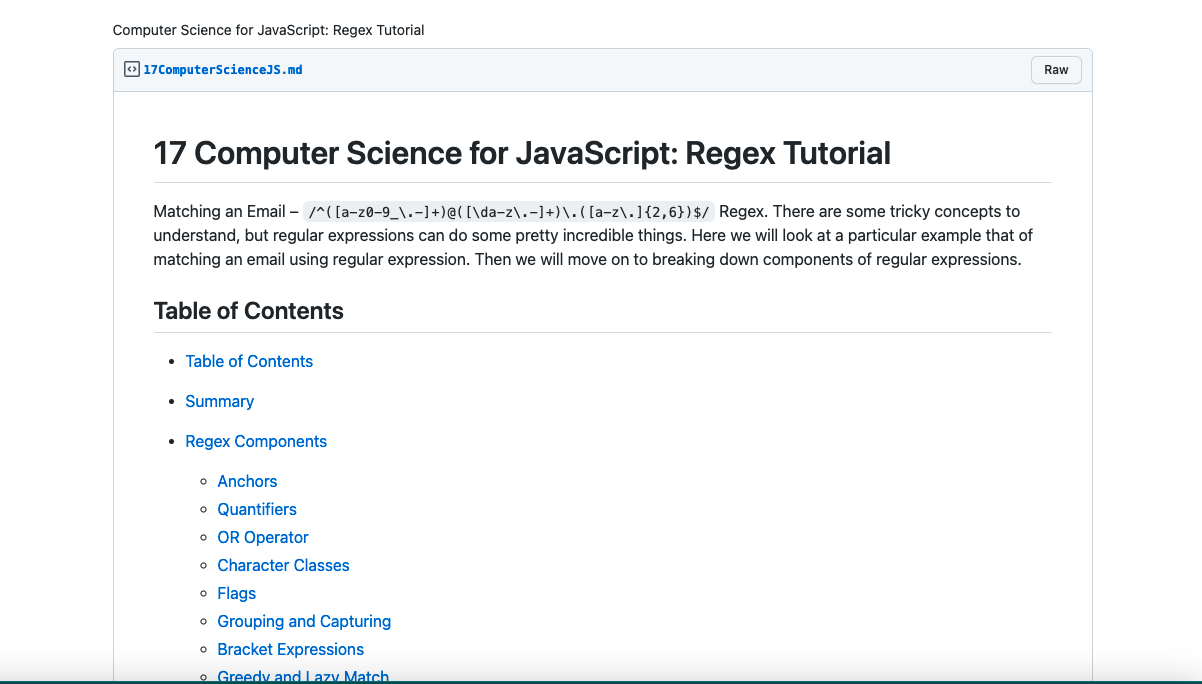 Computer Science for JavaScript: Regex Tutorial
17ComputerScienceJS.md
Raw
17 Computer Science for JavaScript: Regex Tutorial
Matching an Email – /^([a-z0-9_\.-]+)@([\da-z\.-]+)\.([a-z\.]{2,6})$/ Regex. There are some tricky concepts to
understand, but regular expressions can do some pretty incredible things. Here we will look at a particular example that of
matching an email using regular expression. Then we will move on to breaking down components of regular expressions.
Table of Contents
Table of Contents
Summary
Regex Components
Anchors
Quantifiers
OR Operator
Character Classes
Flags
Grouping and Capturing
Bracket Expressions
Greedy and Lazy Match